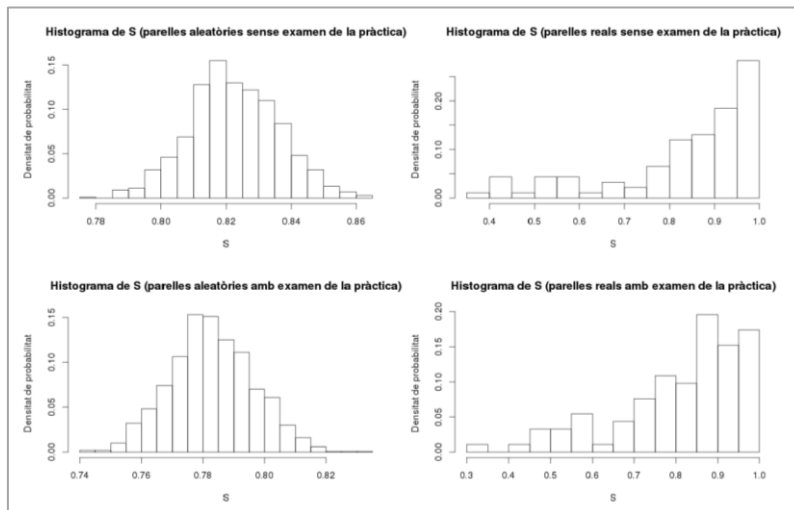 Histograma de S (parelles aleatòries sense examen de la pràctica)
Densitat de probabilitat
0.00 0.05 0.10 0.15
0.78 0.80 0.82 0.84 0.86
S
Histograma de S (parelles reals sense examen de la pràctica)
Densitat de probabilitat
0.00 0.05 0.10 0.20
0.4 0.5 0.6 0.7 0.8 0.9 1.0
S
Histograma de S (parelles aleatòries amb examen de la pràctica)
Densitat de probabilitat
0.00 0.05 0.10 0.15
0.74 0.76 0.78 0.80 0.82
S
Histograma de S (parelles reals amb examen de la pràctica)
Densitat de probabilitat
0.00 0.05 0.10 0.15 0.20
0.3 0.4 0.5 0.6 0.7 0.8 0.9 1.0
S